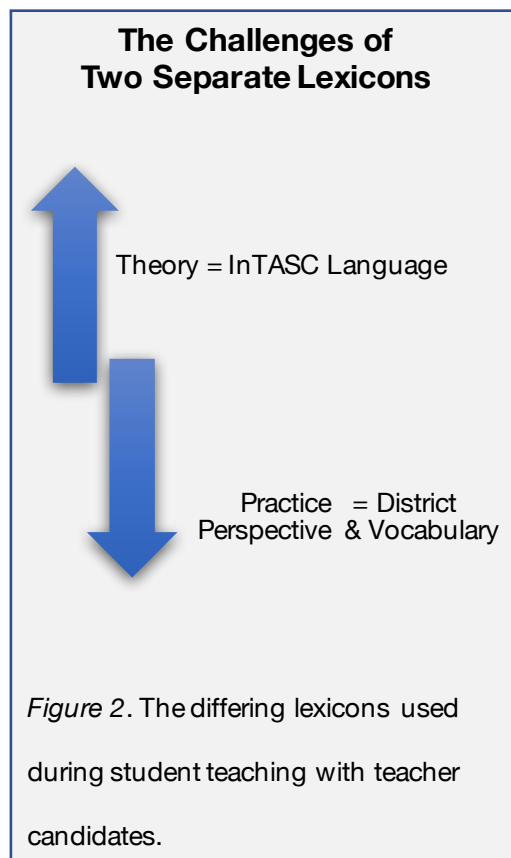 The Challenges of
Two Separate Lexicons
Theory = InTASC Language
Practice = District
Perspective & Vocabulary
Figure 2. The differing lexicons used
during student teaching with teacher
candidates.